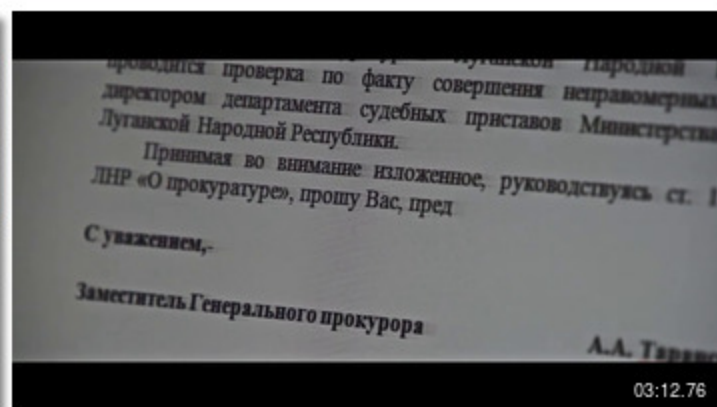 Народной
проводится проверка по факту совершения неправомерных
директором департамента судебных приставов Министерства
Луганской Народной Республики.
Принимая во внимание изложенное, руководствуясь ст.
ЛНР «О прокуратуре», прошу Вас, пред
С уважением,-
Заместитель Генерального прокурора
А.А.
03:12.76